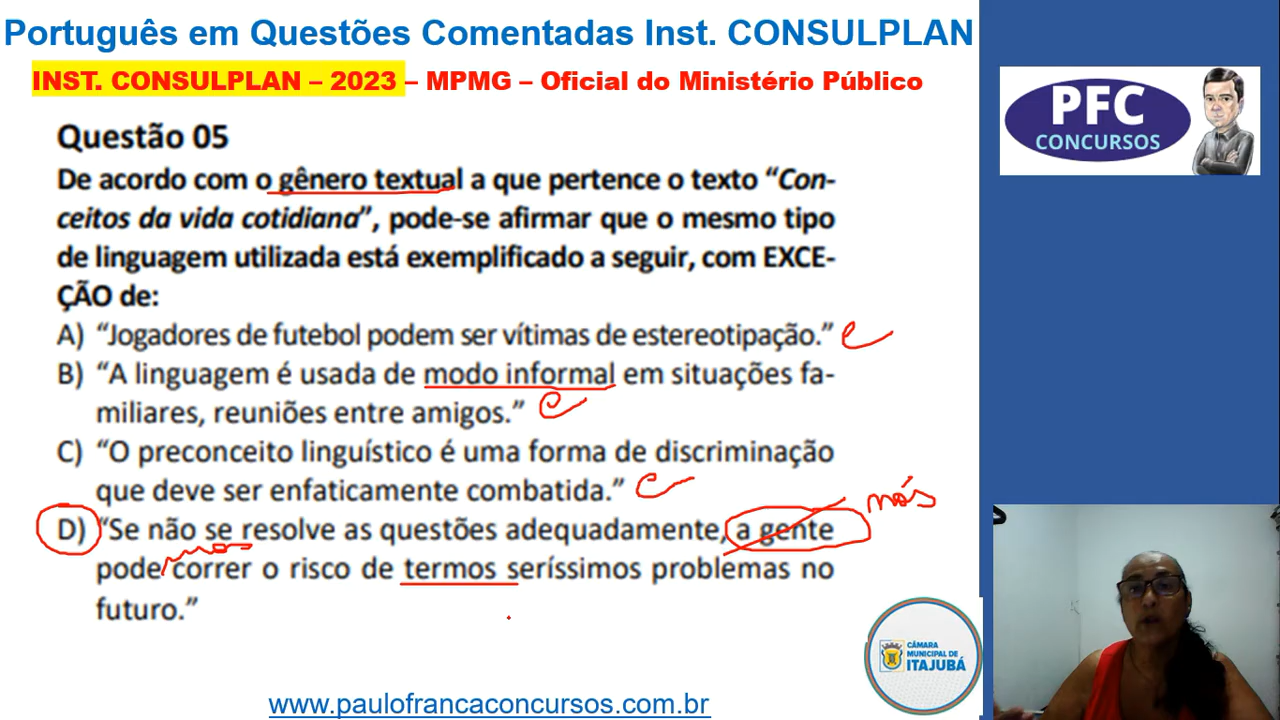 Português em Questões Comentadas Inst. CONSULPLAN
INST. CONSULPLAN – 2023 – MPMG – Oficial do Ministério Público
PFC
CONCURSOS
Questão 05
De acordo com o gênero textual a que pertence o texto “Con-
ceitos da vida cotidiana”, pode-se afirmar que o mesmo tipo
de linguagem utilizada está exemplificado a seguir, com EXCE-
ÇÃO de:
A) “Jogadores de futebol podem ser vítimas de estereotipação.” C
B) “A linguagem é usada de modo informal em situações fa-
miliares, reuniões entre amigos.” C
C) “O preconceito linguístico é uma forma de discriminação
que deve ser enfaticamente combatida.” C
nós
D) “Se não se resolve as questões adequadamente, a gente
mos
pode correr o risco de termos seríssimos problemas no
futuro.”
CÂMARA
MUNICIPAL DE
ITAJUBÁ
www.paulofrancaconcursos.com.br